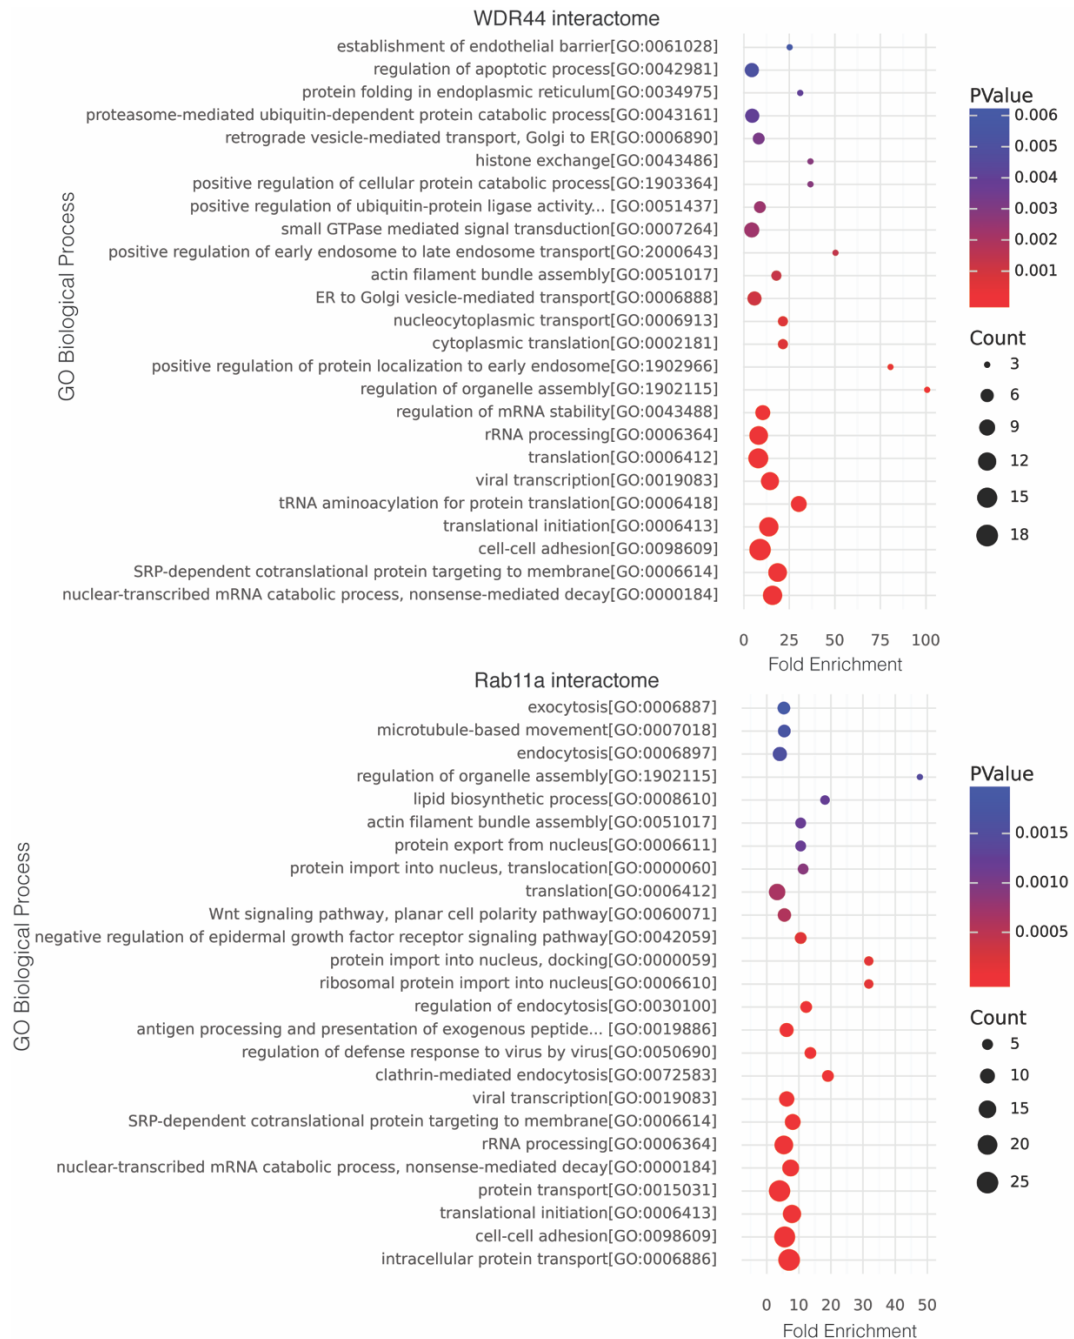 WDR44 interactome
establishment of endothelial barrier[GO:0061028]
regulation of apoptotic process[GO:0042981]
protein folding in endoplasmic reticulum[GO:0034975]
proteasome-mediated ubiquitin-dependent protein catabolic process[GO:0043161]
retrograde vesicle-mediated transport, Golgi to ER[GO:0006890]
histone exchange[GO:0043486]
positive regulation of cellular protein catabolic process[GO:1903364]
positive regulation of ubiquitin-protein ligase activity... [GO:0051437]
small GTPase mediated signal transduction[GO:0007264]
positive regulation of early endosome to late endosome transport[GO:2000643]
actin filament bundle assembly[GO:0051017]
ER to Golgi vesicle-mediated transport[GO:0006888]
nucleocytoplasmic transport[GO:0006913]
cytoplasmic translation[GO:0002181]
positive regulation of protein localization to early endosome[GO:1902966]
regulation of organelle assembly[GO:1902115]
regulation of mRNA stability[GO:0043488]
rRNA processing[GO:0006364]
translation[GO:0006412]
viral transcription[GO:0019083]
tRNA aminoacylation for protein translation[GO:0006418]
translational initiation[GO:0006413]
cell-cell adhesion[GO:0098609]
SRP-dependent cotranslational protein targeting to membrane[GO:0006614]
nuclear-transcribed mRNA catabolic process, nonsense-mediated decay[GO:0000184]
GO Biological Process
0 25 50 75 100
Fold Enrichment
PValue
0.006
0.005
0.004
0.003
0.002
0.001
Count
3
6
9
12
15
18
Rab11a interactome
exocytosis[GO:0006887]
microtubule-based movement[GO:0007018]
endocytosis[GO:0006897]
regulation of organelle assembly[GO:1902115]
lipid biosynthetic process[GO:0008610]
actin filament bundle assembly[GO:0051017]
protein export from nucleus[GO:0006611]
protein import into nucleus, translocation[GO:0000060]
translation[GO:0006412]
Wnt signaling pathway, planar cell polarity pathway[GO:0060071]
negative regulation of epidermal growth factor receptor signaling pathway[GO:0042059]
protein import into nucleus, docking[GO:0000059]
ribosomal protein import into nucleus[GO:0006610]
regulation of endocytosis[GO:0030100]
antigen processing and presentation of exogenous peptide... [GO:0019886]
regulation of defense response to virus by virus[GO:0050690]
clathrin-mediated endocytosis[GO:0072583]
viral transcription[GO:0019083]
SRP-dependent cotranslational protein targeting to membrane[GO:0006614]
rRNA processing[GO:0006364]
nuclear-transcribed mRNA catabolic process, nonsense-mediated decay[GO:0000184]
protein transport[GO:0015031]
translational initiation[GO:0006413]
cell-cell adhesion[GO:0098609]
intracellular protein transport[GO:0006886]
GO Biological Process
0 10 20 30 40 50
Fold Enrichment
PValue
0.0015
0.0010
0.0005
Count
5
10
15
20
25